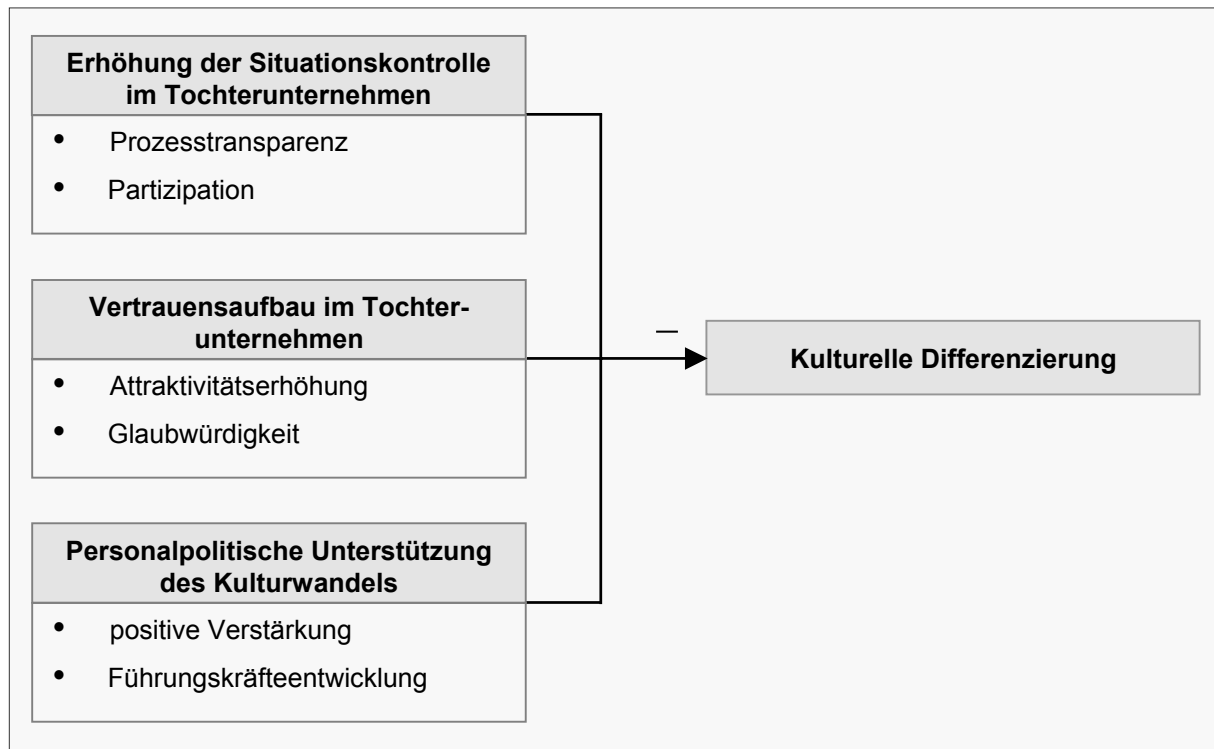 Erhöhung der Situationskontrolle
im Tochterunternehmen
• Prozesstransparenz
• Partizipation
Vertrauensaufbau im Tochter-
unternehmen
• Attraktivitätserhöhung
• Glaubwürdigkeit
–
Kulturelle Differenzierung
Personalpolitische Unterstützung
des Kulturwandels
• positive Verstärkung
• Führungskräfteentwicklung